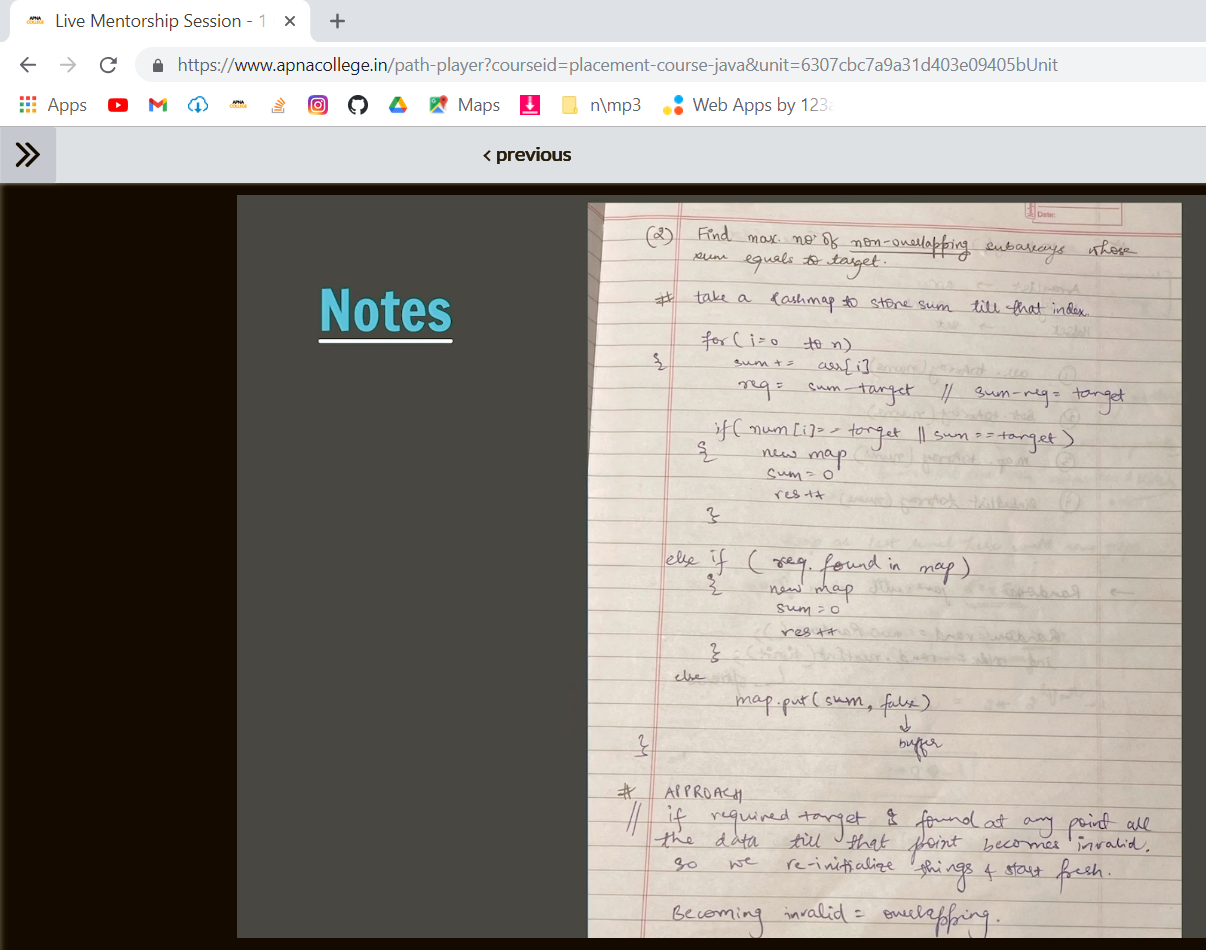 Live Mentorship Session - 1
https://www.apnacollege.in/path-player?courseid=placement-course-java&unit=6307cbc7a9a31d403e09405bUnit
Apps
Maps
n\mp3
Web Apps by 123
< previous
Notes
Date:
(2) Find max. no. of non-overlapping subarrays whose
sum equals to target.
# take a hashmap to store sum till that index.
for ( i=0 to n)
{ sum += arr[i]
req = sum-target // sum-req = target
if( num[i]== target || sum == target )
{ new map
sum = 0
res++
}
else if ( req. found in map)
{ new map
sum = 0
res++
}
else
map.put ( sum, false )
↓
buffer
}
# APPROACH
// if required target is found at any point all
the data till that point becomes invalid.
so we re-initialize things & start fresh.
Becoming invalid = overlapping.